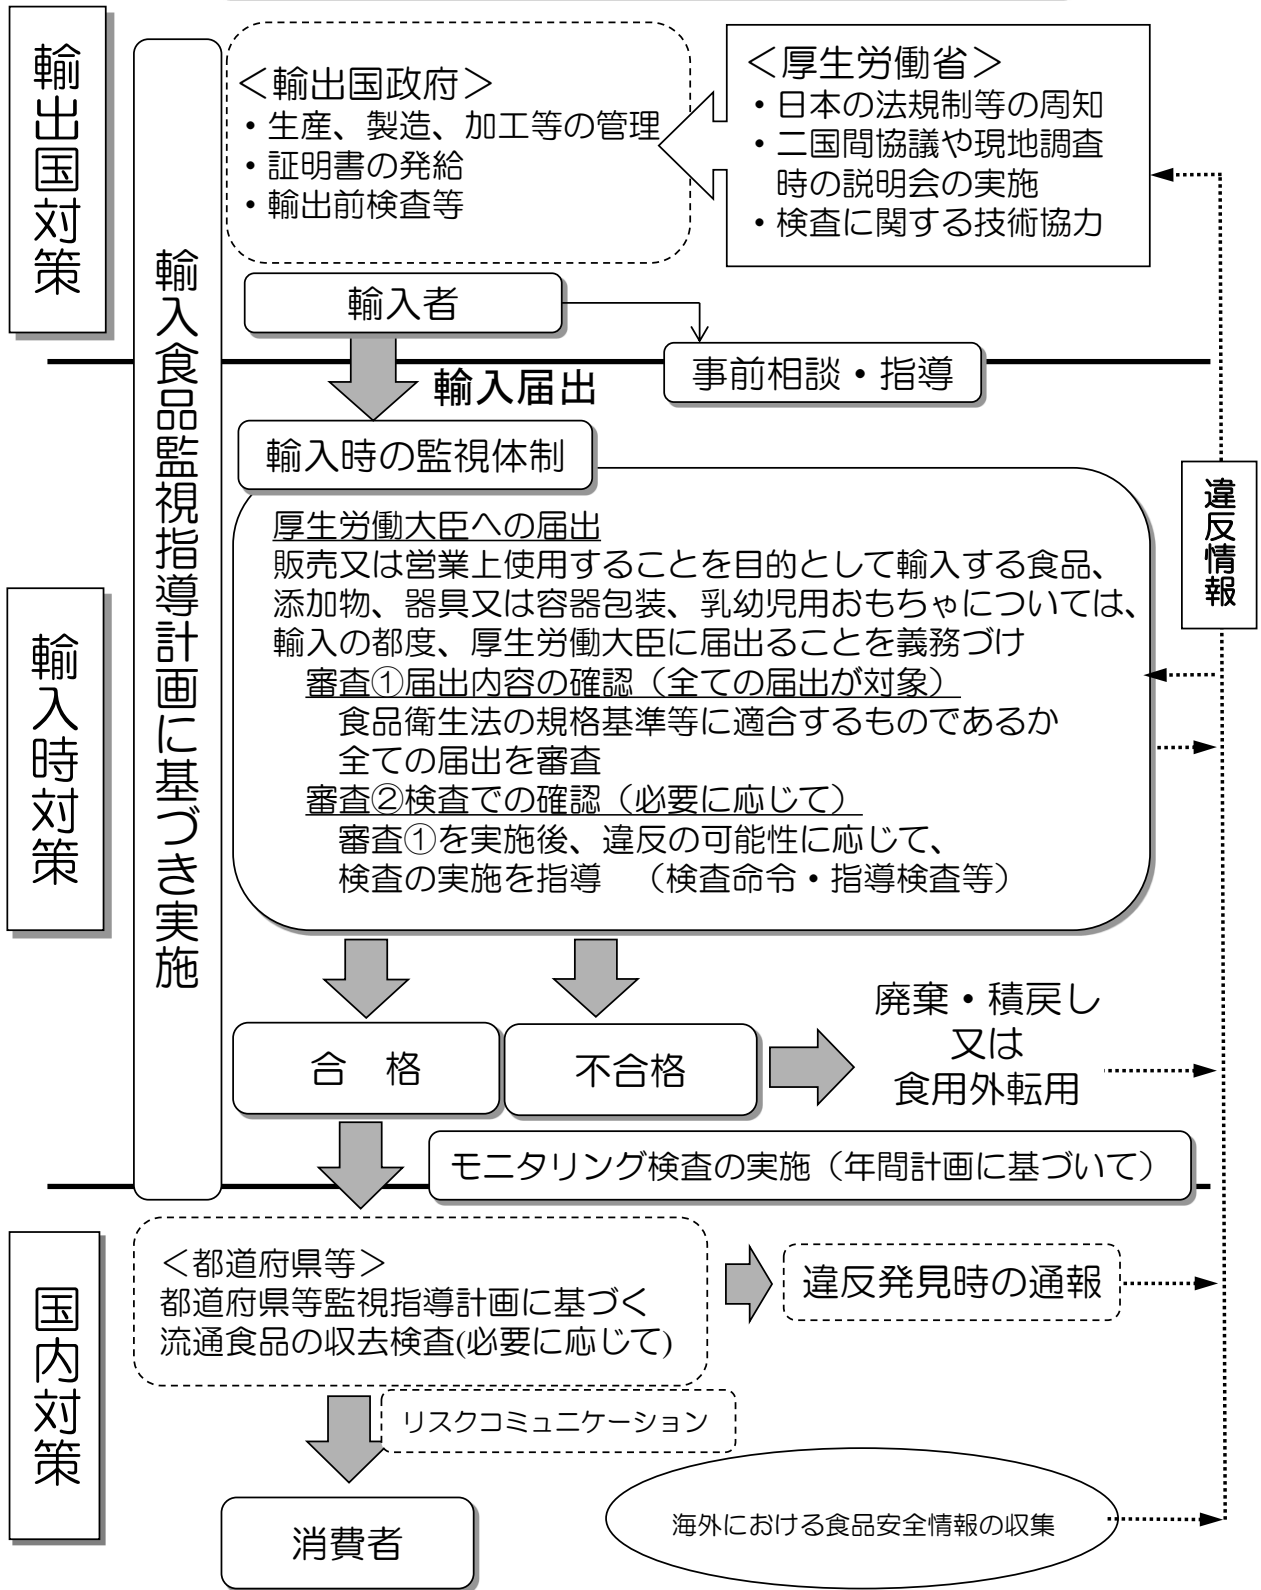 輸出国対策
輸入食品監視指導計画に基づき実施
＜輸出国政府＞
・生産、製造、加工等の管理
・証明書の発給
・輸出前検査等
＜厚生労働省＞
・日本の法規制等の周知
・二国間協議や現地調査
時の説明会の実施
・検査に関する技術協力
輸入者
事前相談・指導
輸入届出
輸入時対策
輸入時の監視体制
厚生労働大臣への届出
販売又は営業上使用することを目的として輸入する食品、
添加物、器具又は容器包装、乳幼児用おもちゃについては、
輸入の都度、厚生労働大臣に届出ることを義務づけ
審査①届出内容の確認（全ての届出が対象）
食品衛生法の規格基準等に適合するものであるか
全ての届出を審査
審査②検査での確認（必要に応じて）
審査①を実施後、違反の可能性に応じて、
検査の実施を指導　（検査命令・指導検査等）
違反情報
合　格
不合格
廃棄・積戻し
又は
食用外転用
モニタリング検査の実施（年間計画に基づいて）
国内対策
＜都道府県等＞
都道府県等監視指導計画に基づく
流通食品の収去検査(必要に応じて)
違反発見時の通報
リスクコミュニケーション
消費者
海外における食品安全情報の収集